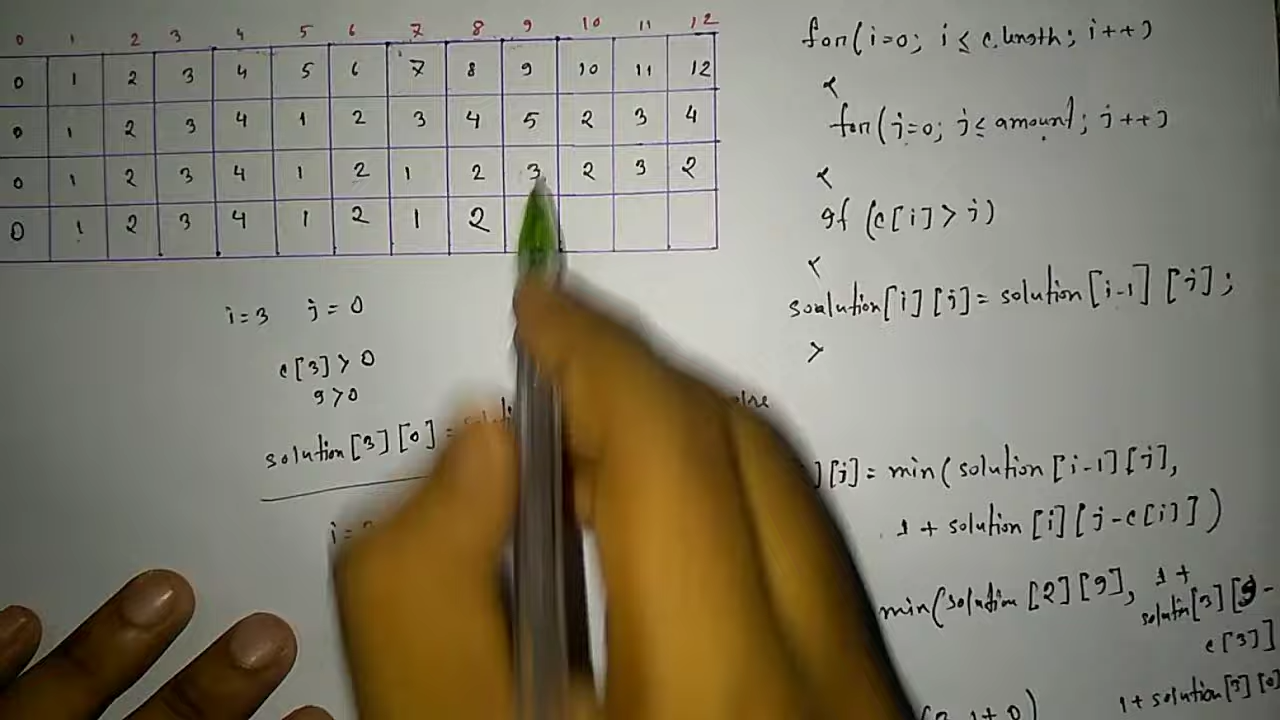 0 1 2 3 4 5 6 7 8 9 10 11 12
0 1 2 3 4 5 6 7 8 9 10 11 12
0 1 2 3 4 1 2 3 4 5 2 3 4
0 1 2 3 4 1 2 1 2 3 2 3 2
0 1 2 3 4 1 2 1 2
i=3 j=0
c[3]>0
9>0
solution[3][0]=
i=
for(i=0; i≤c.length; i++)
{
for(j=0; j≤amount; j++)
{
if (c[i]>j)
{
soalution[i][j]=solution[i-1][j];
}
][j]=min(solution[i-1][j],
1+solution[i][j-c[i]])
min(solution[2][9], 1+
solutin[3][9-
c[3]]
1+solution[3][0]
1+0)